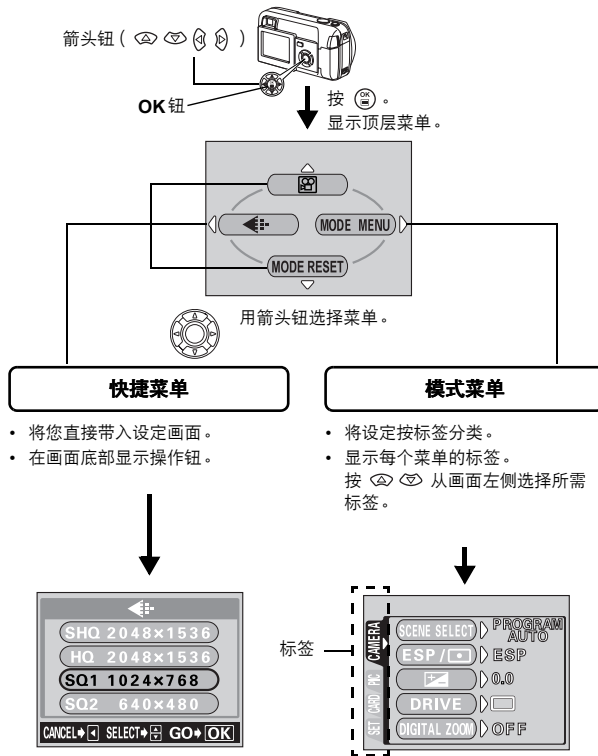 箭头钮 ( )
OK 钮
按 OK 。
显示顶层菜单。
MODE MENU
MODE RESET
用箭头钮选择菜单。
快捷菜单
• 将您直接带入设定画面。
• 在画面底部显示操作钮。
模式菜单
• 将设定按标签分类。
• 显示每个菜单的标签。
按 从画面左侧选择所需
标签。
SHQ 2048×1536
HQ 2048×1536
SQ1 1024×768
SQ2 640×480
CANCEL SELECT GO OK
标签
CAMERA
PIC
CARD
SET
SCENE SELECT PROGRAM
AUTO
ESP / ESP
0.0
DRIVE
DIGITAL ZOOM OFF